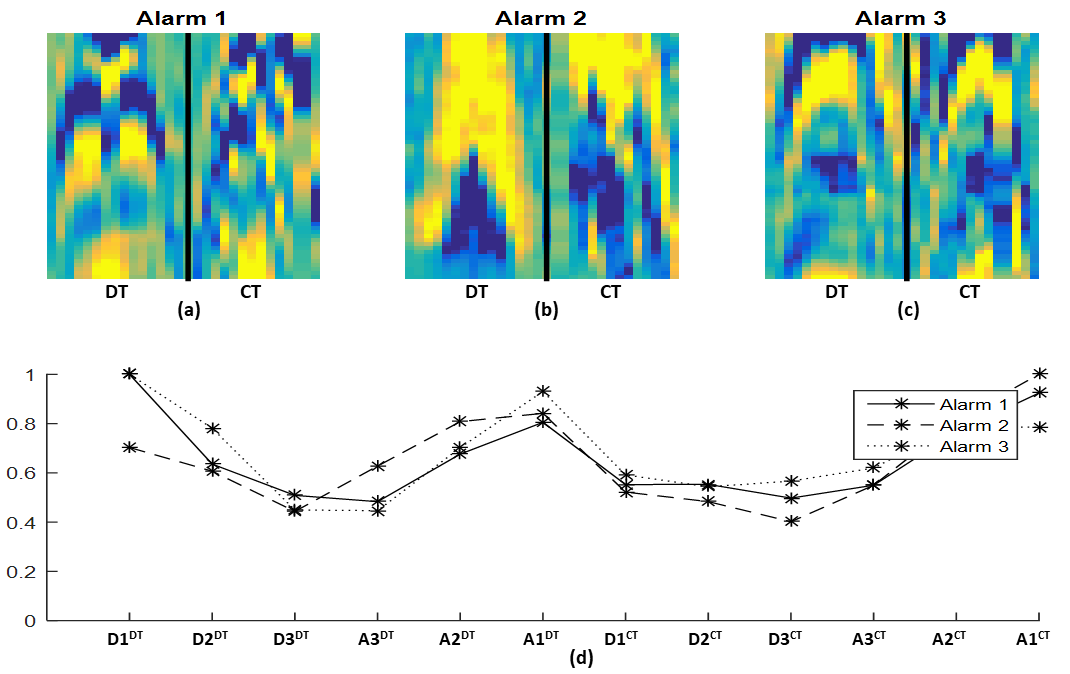 Alarm 1 Alarm 2 Alarm 3
DT CT DT CT DT CT
(a) (b) (c)
1
0.8
0.6
0.4
0.2
0
Alarm 1
Alarm 2
Alarm 3
D1DT D2DT D3DT A3DT A2DT A1DT D1CT D2CT D3CT A3CT A2CT A1CT
(d)